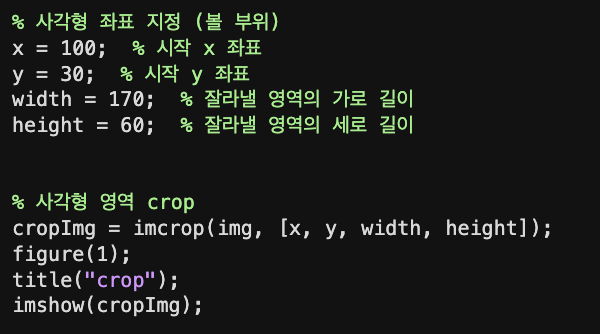 % 사각형 좌표 지정 (볼 부위)
x = 100;  % 시작 x 좌표
y = 30;  % 시작 y 좌표
width = 170;  % 잘라낼 영역의 가로 길이
height = 60;  % 잘라낼 영역의 세로 길이
% 사각형 영역 crop
cropImg = imcrop(img, [x, y, width, height]);
figure(1);
title("crop");
imshow(cropImg);